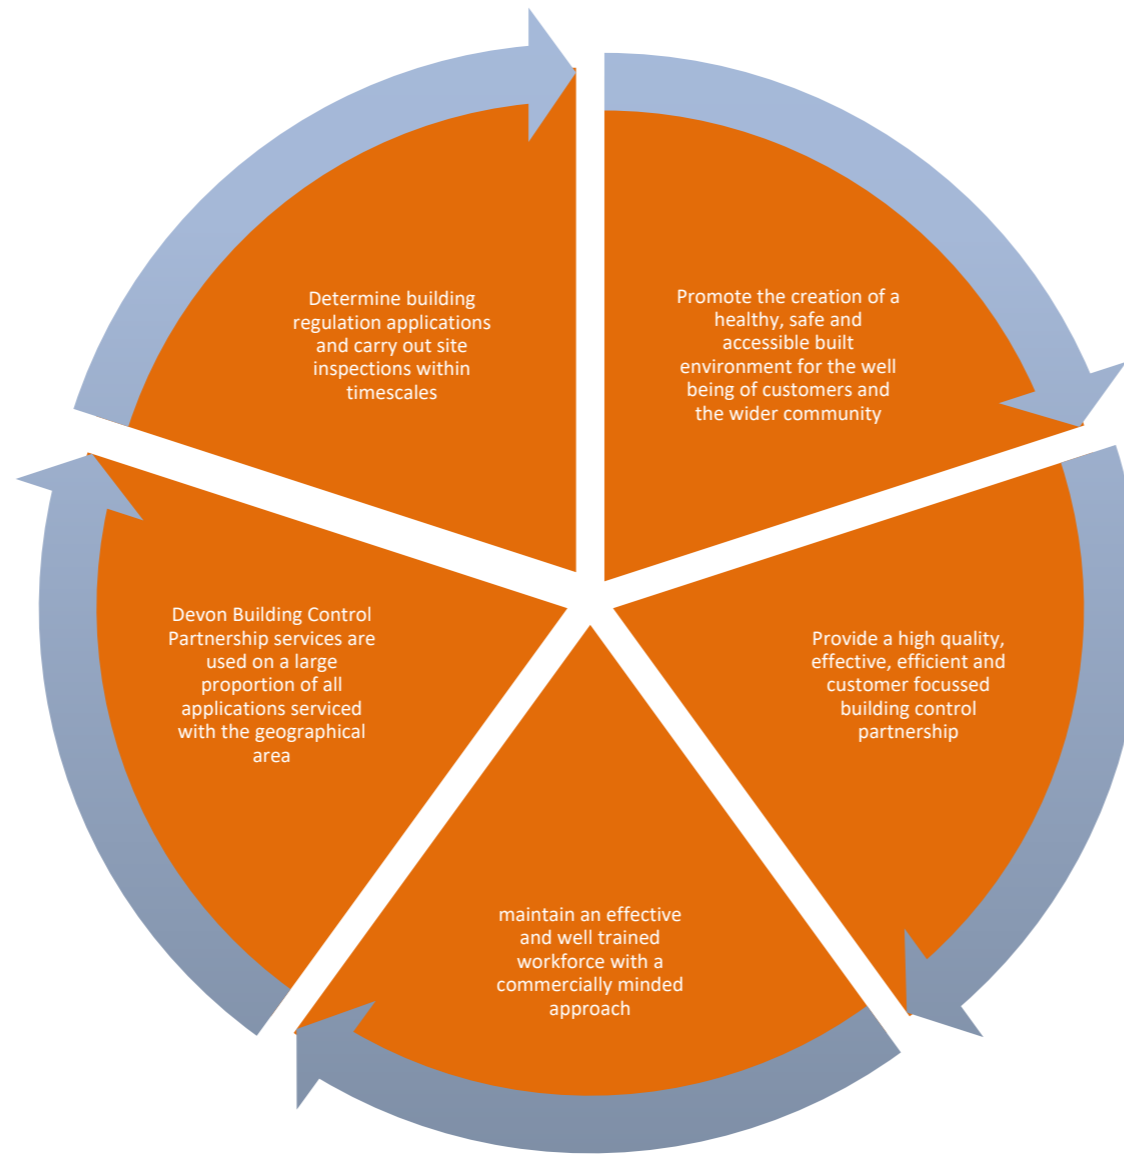 Promote the creation of a
healthy, safe and
accessible built
environment for the well
being of customers and
the wider community
Provide a high quality,
effective, efficient and
customer focussed
building control
partnership
maintain an effective
and well trained
workforce with a
commercially minded
approach
Devon Building Control
Partnership services are
used on a large
proportion of all
applications serviced
with the geographical
area
Determine building
regulation applications
and carry out site
inspections within
timescales